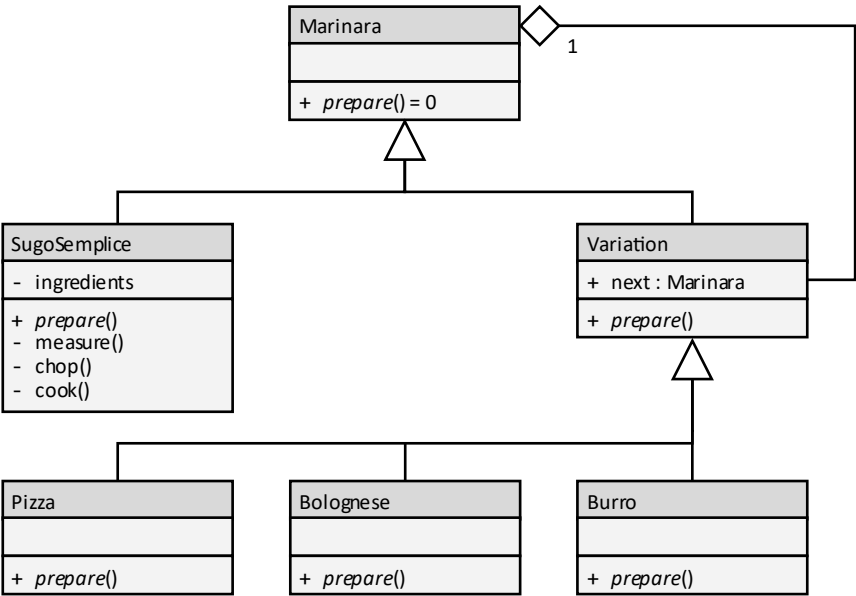 Marinara
1
+ prepare() = 0
SugoSemplice
- ingredients
+ prepare()
- measure()
- chop()
- cook()
Variation
+ next : Marinara
+ prepare()
Pizza
+ prepare()
Bolognese
+ prepare()
Burro
+ prepare()